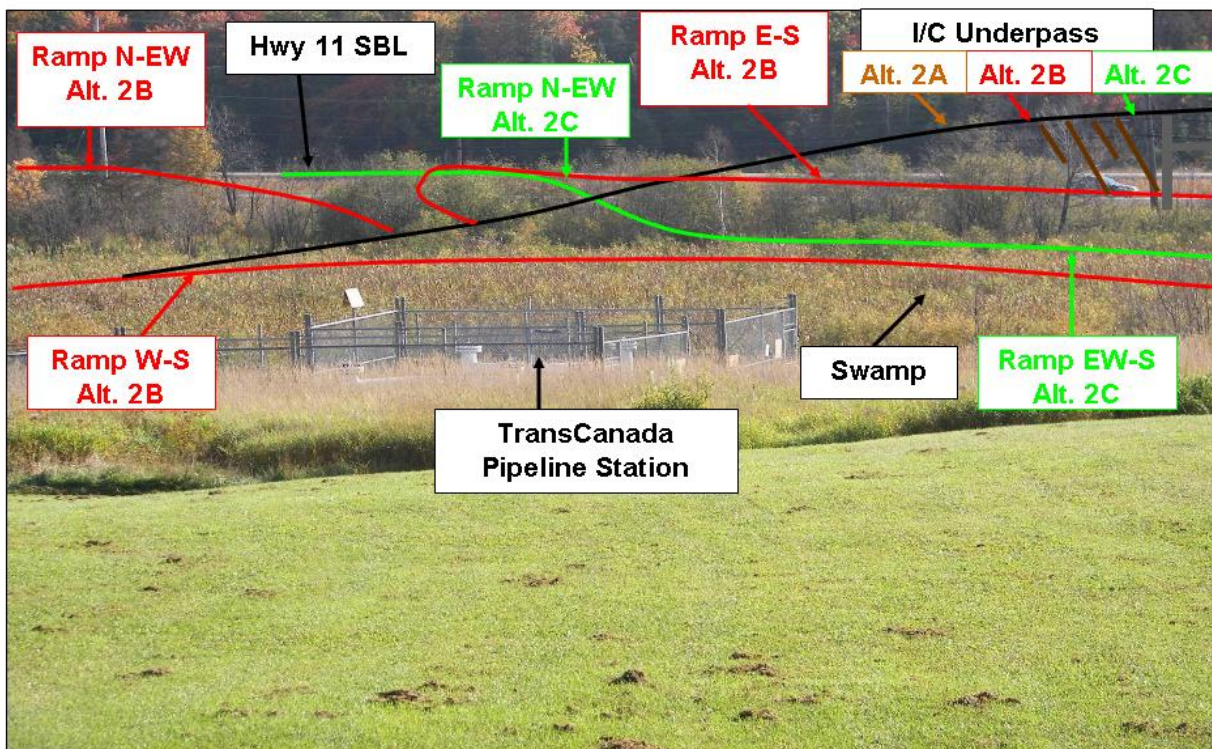 Ramp N-EW
Alt. 2B
Hwy 11 SBL
Ramp N-EW
Alt. 2C
Ramp E-S
Alt. 2B
I/C Underpass
Alt. 2A
Alt. 2B
Alt. 2C
Ramp W-S
Alt. 2B
TransCanada
Pipeline Station
Swamp
Ramp EW-S
Alt. 2C